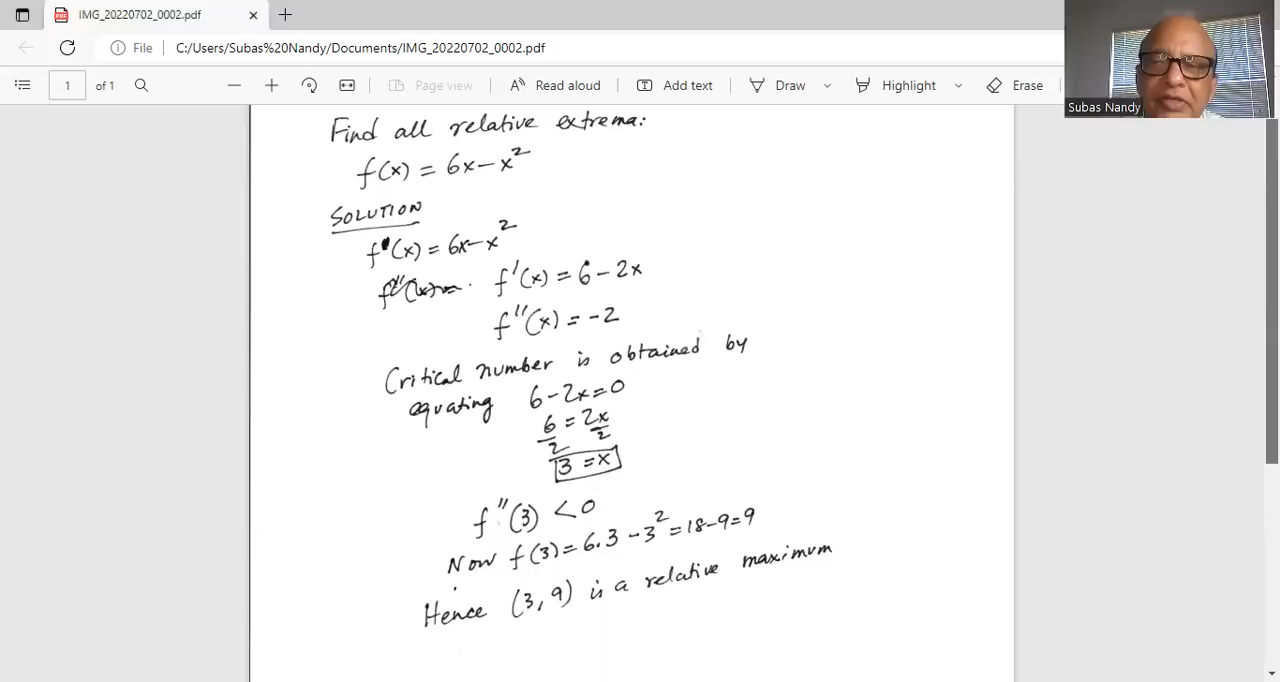 IMG_20220702_0002.pdf
File C:/Users/Subas%20Nandy/Documents/IMG_20220702_0002.pdf
1 of 1 Page view Read aloud Add text Draw Highlight Erase
Subas Nandy
Find all relative extrema:
f(x) = 6x - x²
SOLUTION
f(x) = 6x - x²
f'(x) = 6 - 2x
f''(x) = -2
Critical number is obtained by
equating 6 - 2x = 0
6/2 = 2x/2
3 = x
f''(3) < 0
Now f(3) = 6.3 - 3² = 18 - 9 = 9
Hence (3, 9) is a relative maximum